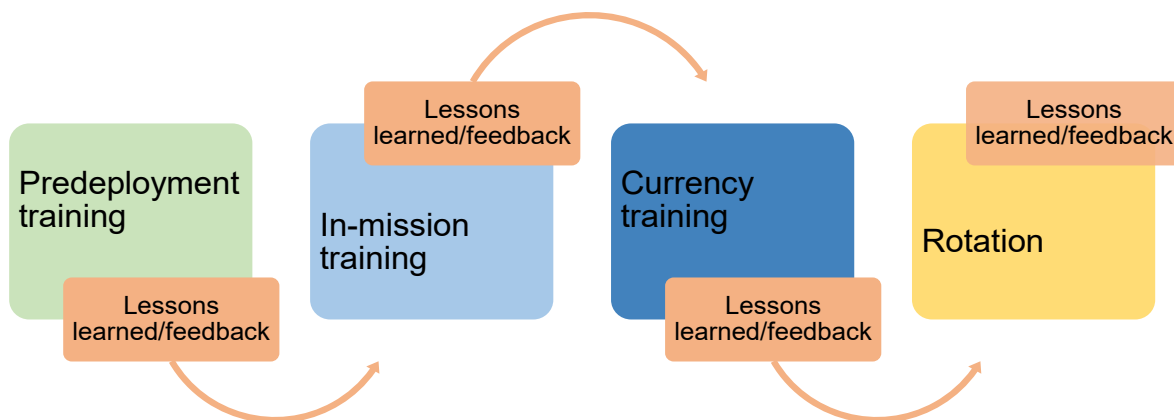 Predeployment
training
Lessons
learned/feedback
In-mission
training
Lessons
learned/feedback
Currency
training
Lessons
learned/feedback
Rotation
Lessons
learned/feedback